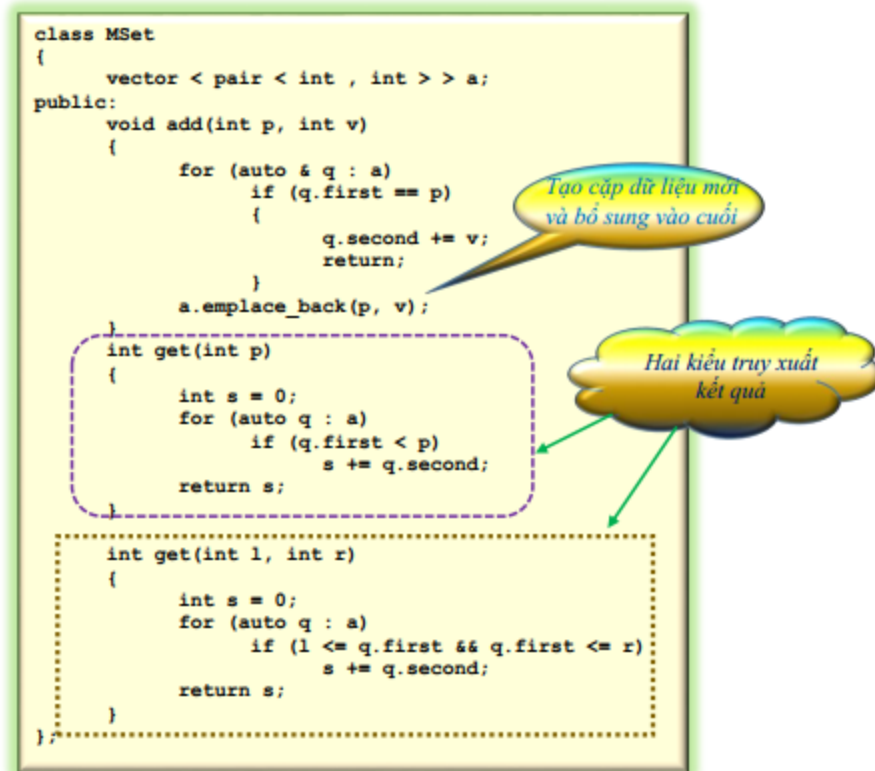 class MSet
{
vector < pair < int , int > > a;
public:
void add(int p, int v)
{
for (auto & q : a)
if (q.first == p)
{
q.second += v;
return;
}
a.emplace_back(p, v);
}
Tạo cặp dữ liệu mới
và bổ sung vào cuối
int get(int p)
{
int s = 0;
for (auto q : a)
if (q.first < p)
s += q.second;
return s;
}
Hai kiểu truy xuất
kết quả
int get(int l, int r)
{
int s = 0;
for (auto q : a)
if (l <= q.first && q.first <= r)
s += q.second;
return s;
}
};